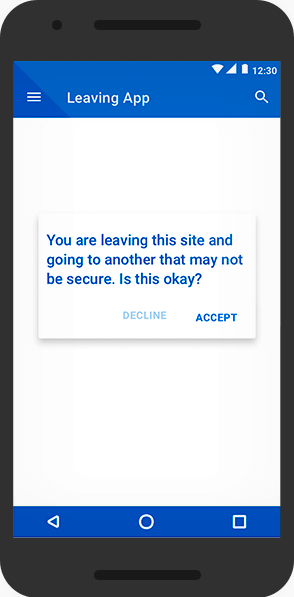 12:30
Leaving App
You are leaving this site and
going to another that may not
be secure. Is this okay?
DECLINE ACCEPT